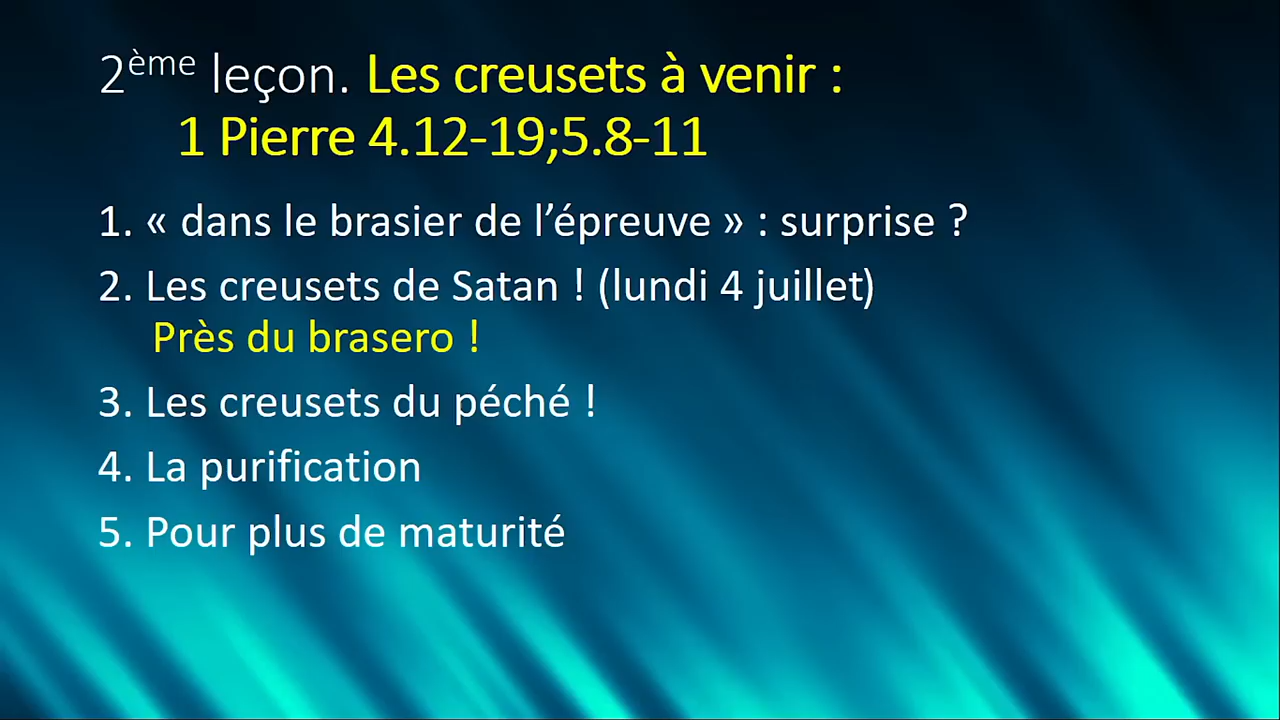 2ème leçon. Les creusets à venir :
1 Pierre 4.12-19;5.8-11
1. « dans le brasier de l’épreuve » : surprise ?
2. Les creusets de Satan ! (lundi 4 juillet)
Près du brasero !
3. Les creusets du péché !
4. La purification
5. Pour plus de maturité